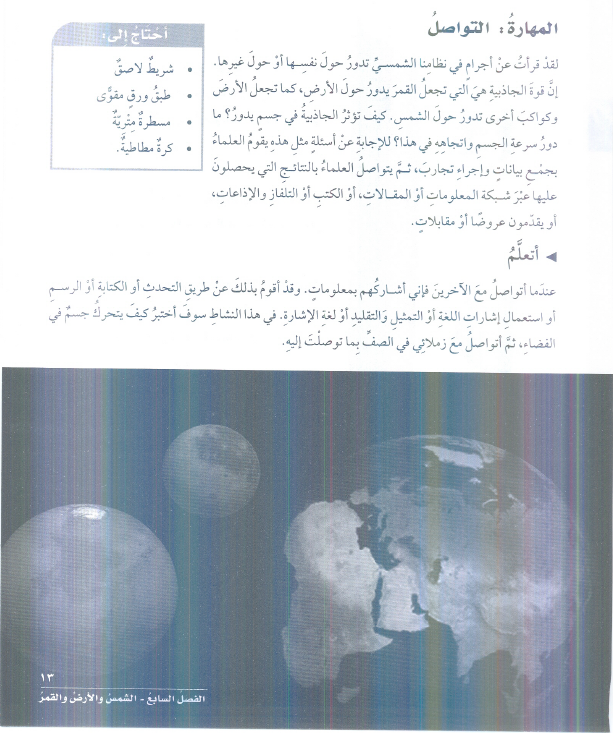 المهارةُ: التواصلُ
لقدْ قرأتُ عنْ أجرامٍ في نظامِنا الشمسيِّ تدورُ حولَ نفسِها أوْ حولَ غيرِها.
إنَّ قوةَ الجاذبيةِ هيَ التي تجعلُ القمرَ يدورُ حولَ الأرضِ، كما تجعلُ الأرضَ
وكواكبَ أخرى تدورُ حولَ الشمسِ. كيفَ تؤثرُ الجاذبيةُ في جسمٍ يدورُ؟ ما
دورُ سرعةِ الجسمِ واتجاهِهِ في هذا؟ للإجابةِ عنْ أسئلةٍ مثلِ هذهِ يقومُ العلماءُ
بجمْعِ بياناتٍ وإجراءِ تجاربَ، ثمَّ يتواصلُ العلماءُ بالنتائجِ التي يحصلونَ
عليها عبْرَ شبكةِ المعلوماتِ أوْ المقالاتِ، أوْ الكتبِ أوْ التلفازِ والإذاعاتِ،
أو يقدّمون عروضًا أوْ مقابلاتٍ.
أحتاجُ إلى:
• شريطٌ لاصقٌ
• طبقُ ورقٍ مقوًّى
• مسطرةٌ مِتْريّةٌ
• كرةٌ مطاطيةٌ.
◄ أتعلَّمُ
عندَما أتواصلُ معَ الآخرينَ فإني أشاركُهم بمعلوماتٍ. وقدْ أقومُ بذلكَ عنْ طريقِ التحدثِ أو الكتابةِ أوْ الرسمِ
أو استعمالِ إشاراتِ اللغةِ أوْ التمثيلِ والتقليدِ أوْ لغةِ الإشارةِ. في هذا النشاطِ سوفَ أختبرُ كيفَ يتحركُ جسمٌ في
الفضاءِ، ثمَّ أتواصلُ معَ زملائِي في الصفِّ بِما توصلْتُ إليهِ.
١٣
الفصلُ السابعُ - الشمسُ والأرضُ والقمرُ